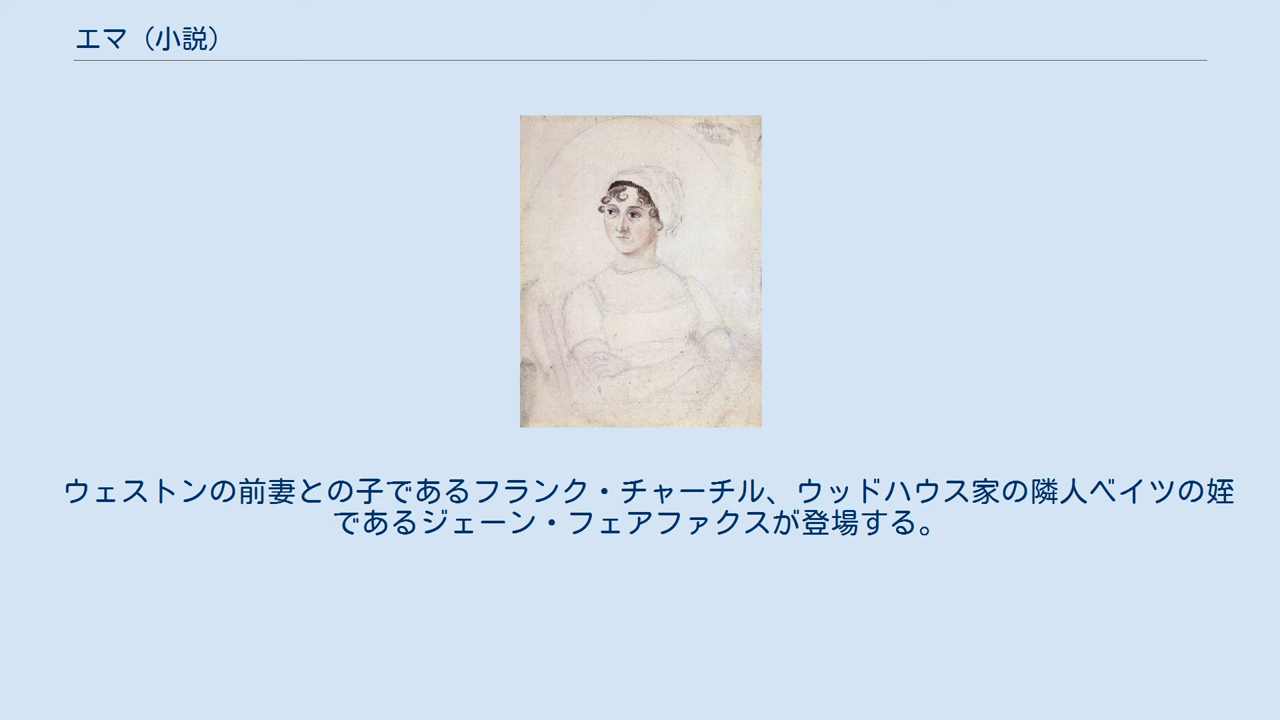 エマ（小説）
ウェストンの前妻との子であるフランク・チャーチル、ウッドハウス家の隣人ベイツの姪
であるジェーン・フェアファクスが登場する。